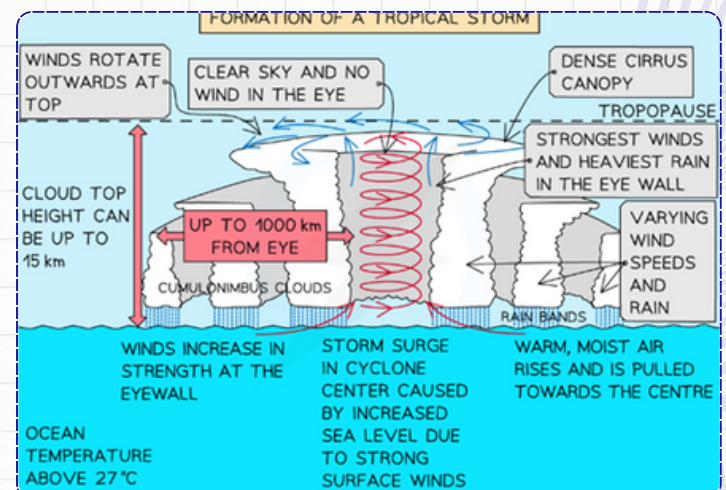 FORMATION OF A TROPICAL STORM
WINDS ROTATE
OUTWARDS AT
TOP
CLEAR SKY AND NO
WIND IN THE EYE
DENSE CIRRUS
CANOPY
TROPOPAUSE
STRONGEST WINDS
AND HEAVIEST RAIN
IN THE EYE WALL
CLOUD TOP
HEIGHT CAN
BE UP TO
15 km
UP TO 1000 km
FROM EYE
VARYING
WIND
SPEEDS
AND
RAIN
CUMULONIMBUS CLOUDS
RAIN BANDS
WINDS INCREASE IN
STRENGTH AT THE
EYEWALL
STORM SURGE
IN CYCLONE
CENTER CAUSED
BY INCREASED
SEA LEVEL DUE
TO STRONG
SURFACE WINDS
WARM, MOIST AIR
RISES AND IS PULLED
TOWARDS THE CENTRE
OCEAN
TEMPERATURE
ABOVE 27°C